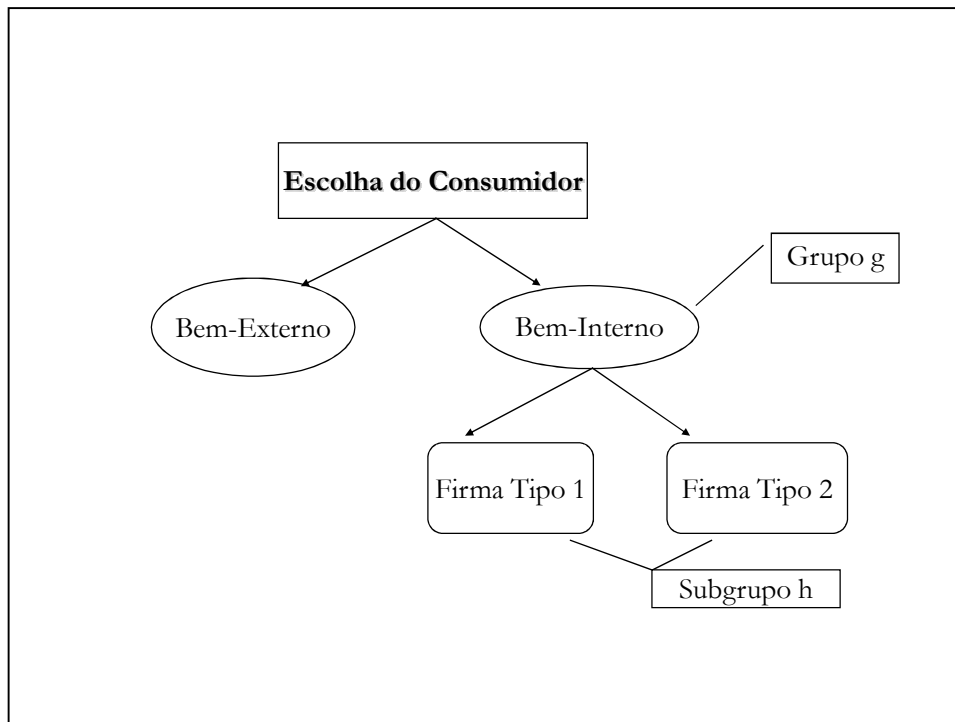 Escolha do Consumidor
Grupo g
Bem-Externo
Bem-Interno
Firma Tipo 1
Firma Tipo 2
Subgrupo h